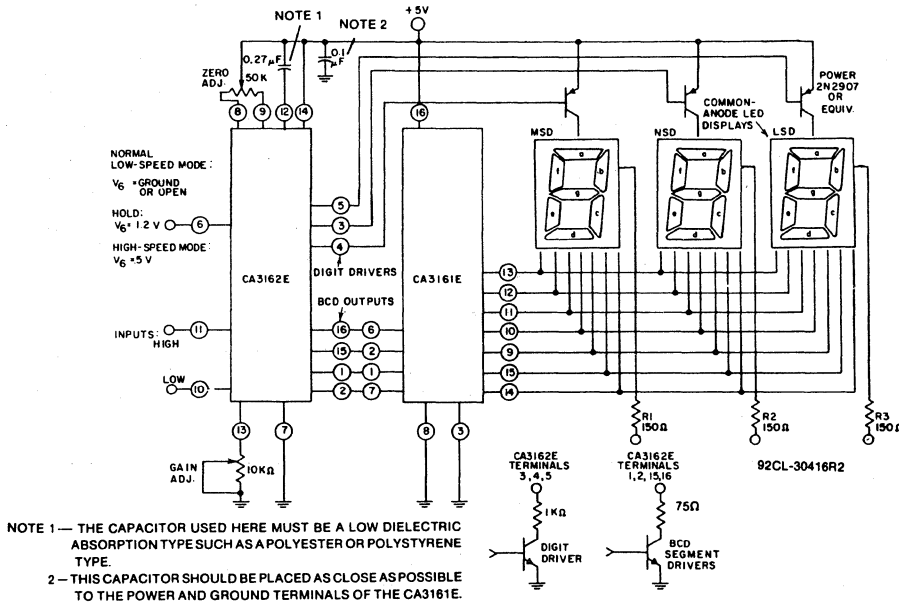 NOTE 1
NOTE 2
+5V
0.27µF
0.1
µF
ZERO
ADJ.
50K
8
9
12
14
16
POWER
2N2907
OR
EQUIV.
COMMON-
ANODE LED
DISPLAYS
MSD
NSD
LSD
a
b
c
d
e
f
g
a
b
c
d
e
f
g
a
b
c
d
e
f
g
NORMAL
LOW-SPEED MODE:
V6 = GROUND
OR OPEN
HOLD:
V6 = 1.2 V
HIGH-SPEED MODE:
V6 = 5 V
6
5
3
4
DIGIT DRIVERS
CA3162E
CA3161E
BCD OUTPUTS
INPUTS:
HIGH
11
LOW
10
16
6
15
2
1
1
2
7
13
12
11
10
9
15
14
13
7
8
3
GAIN
ADJ.
10KΩ
R1
150Ω
R2
150Ω
R3
150Ω
CA3162E
TERMINALS
3,4,5
1KΩ
DIGIT
DRIVER
CA3162E
TERMINALS
1,2,15,16
75Ω
BCD
SEGMENT
DRIVERS
92CL-30416R2
NOTE 1— THE CAPACITOR USED HERE MUST BE A LOW DIELECTRIC
ABSORPTION TYPE SUCH AS A POLYESTER OR POLYSTYRENE
TYPE.
2 – THIS CAPACITOR SHOULD BE PLACED AS CLOSE AS POSSIBLE
TO THE POWER AND GROUND TERMINALS OF THE CA3161E.